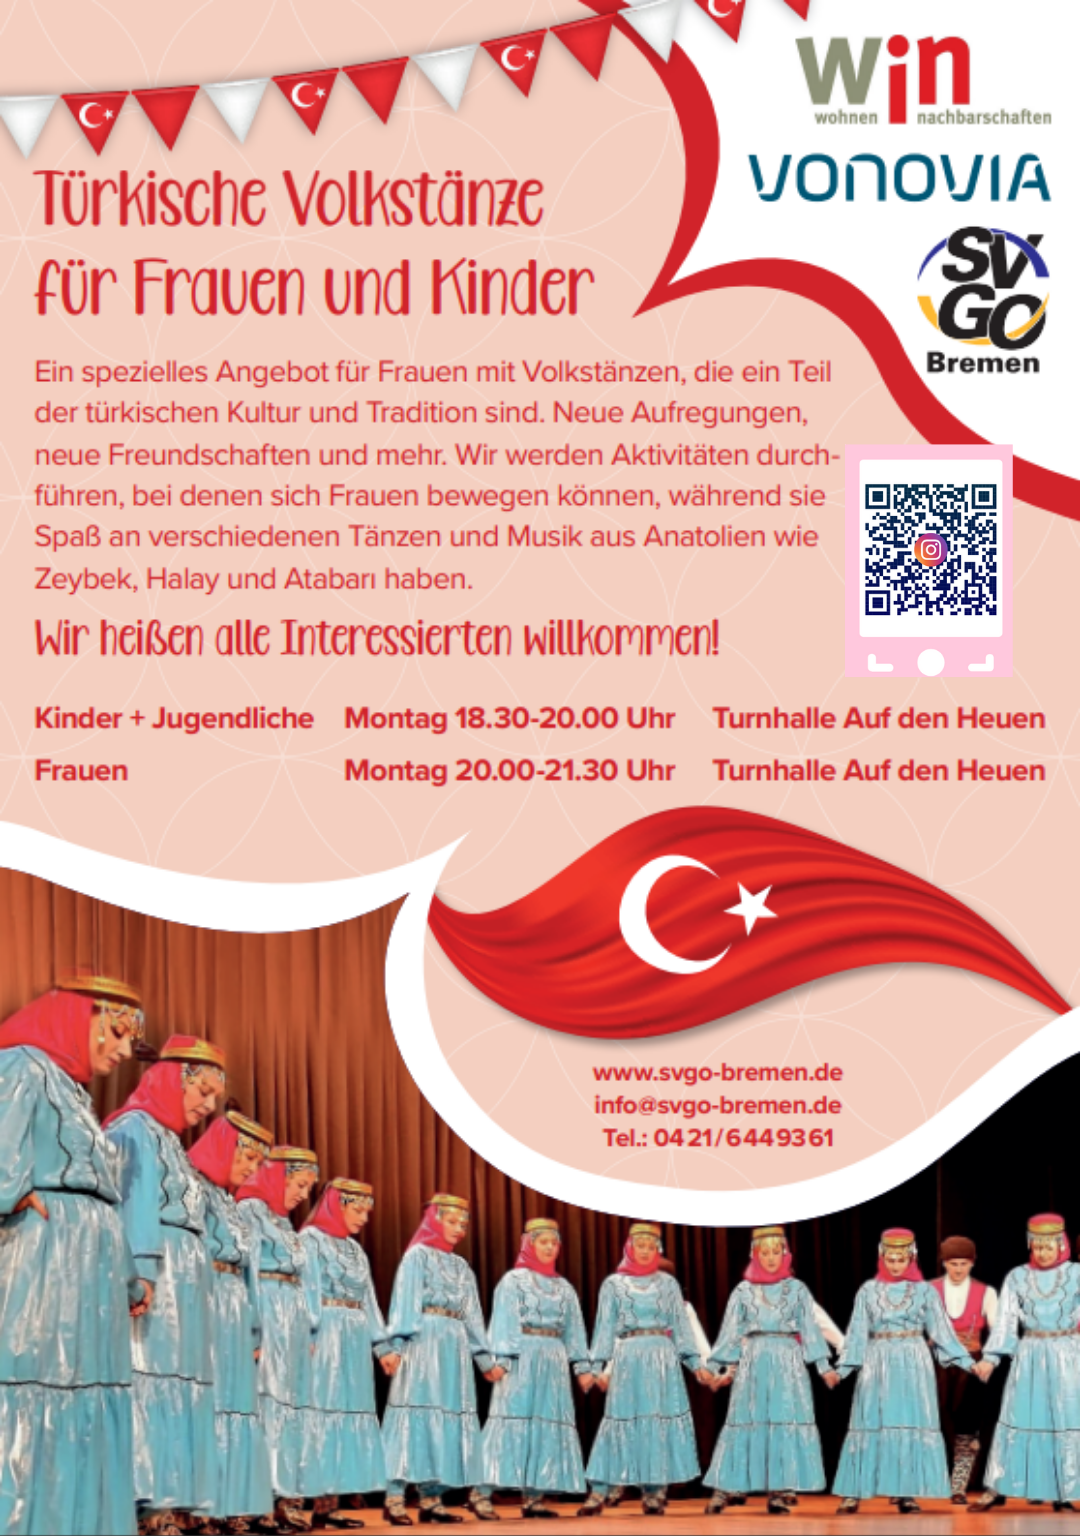 win
wohnen nachbarschaften
VONOVIA
SV
GO
Bremen
Türkische Volkstänze
für Frauen und Kinder
Ein spezielles Angebot für Frauen mit Volkstänzen, die ein Teil
der türkischen Kultur und Tradition sind. Neue Aufregungen,
neue Freundschaften und mehr. Wir werden Aktivitäten durch-
führen, bei denen sich Frauen bewegen können, während sie
Spaß an verschiedenen Tänzen und Musik aus Anatolien wie
Zeybek, Halay und Atabarı haben.
Wir heißen alle Interessierten willkommen!
Kinder + Jugendliche Montag 18.30-20.00 Uhr Turnhalle Auf den Heuen
Frauen Montag 20.00-21.30 Uhr Turnhalle Auf den Heuen
www.svgo-bremen.de
info@svgo-bremen.de
Tel.: 0421/6449361